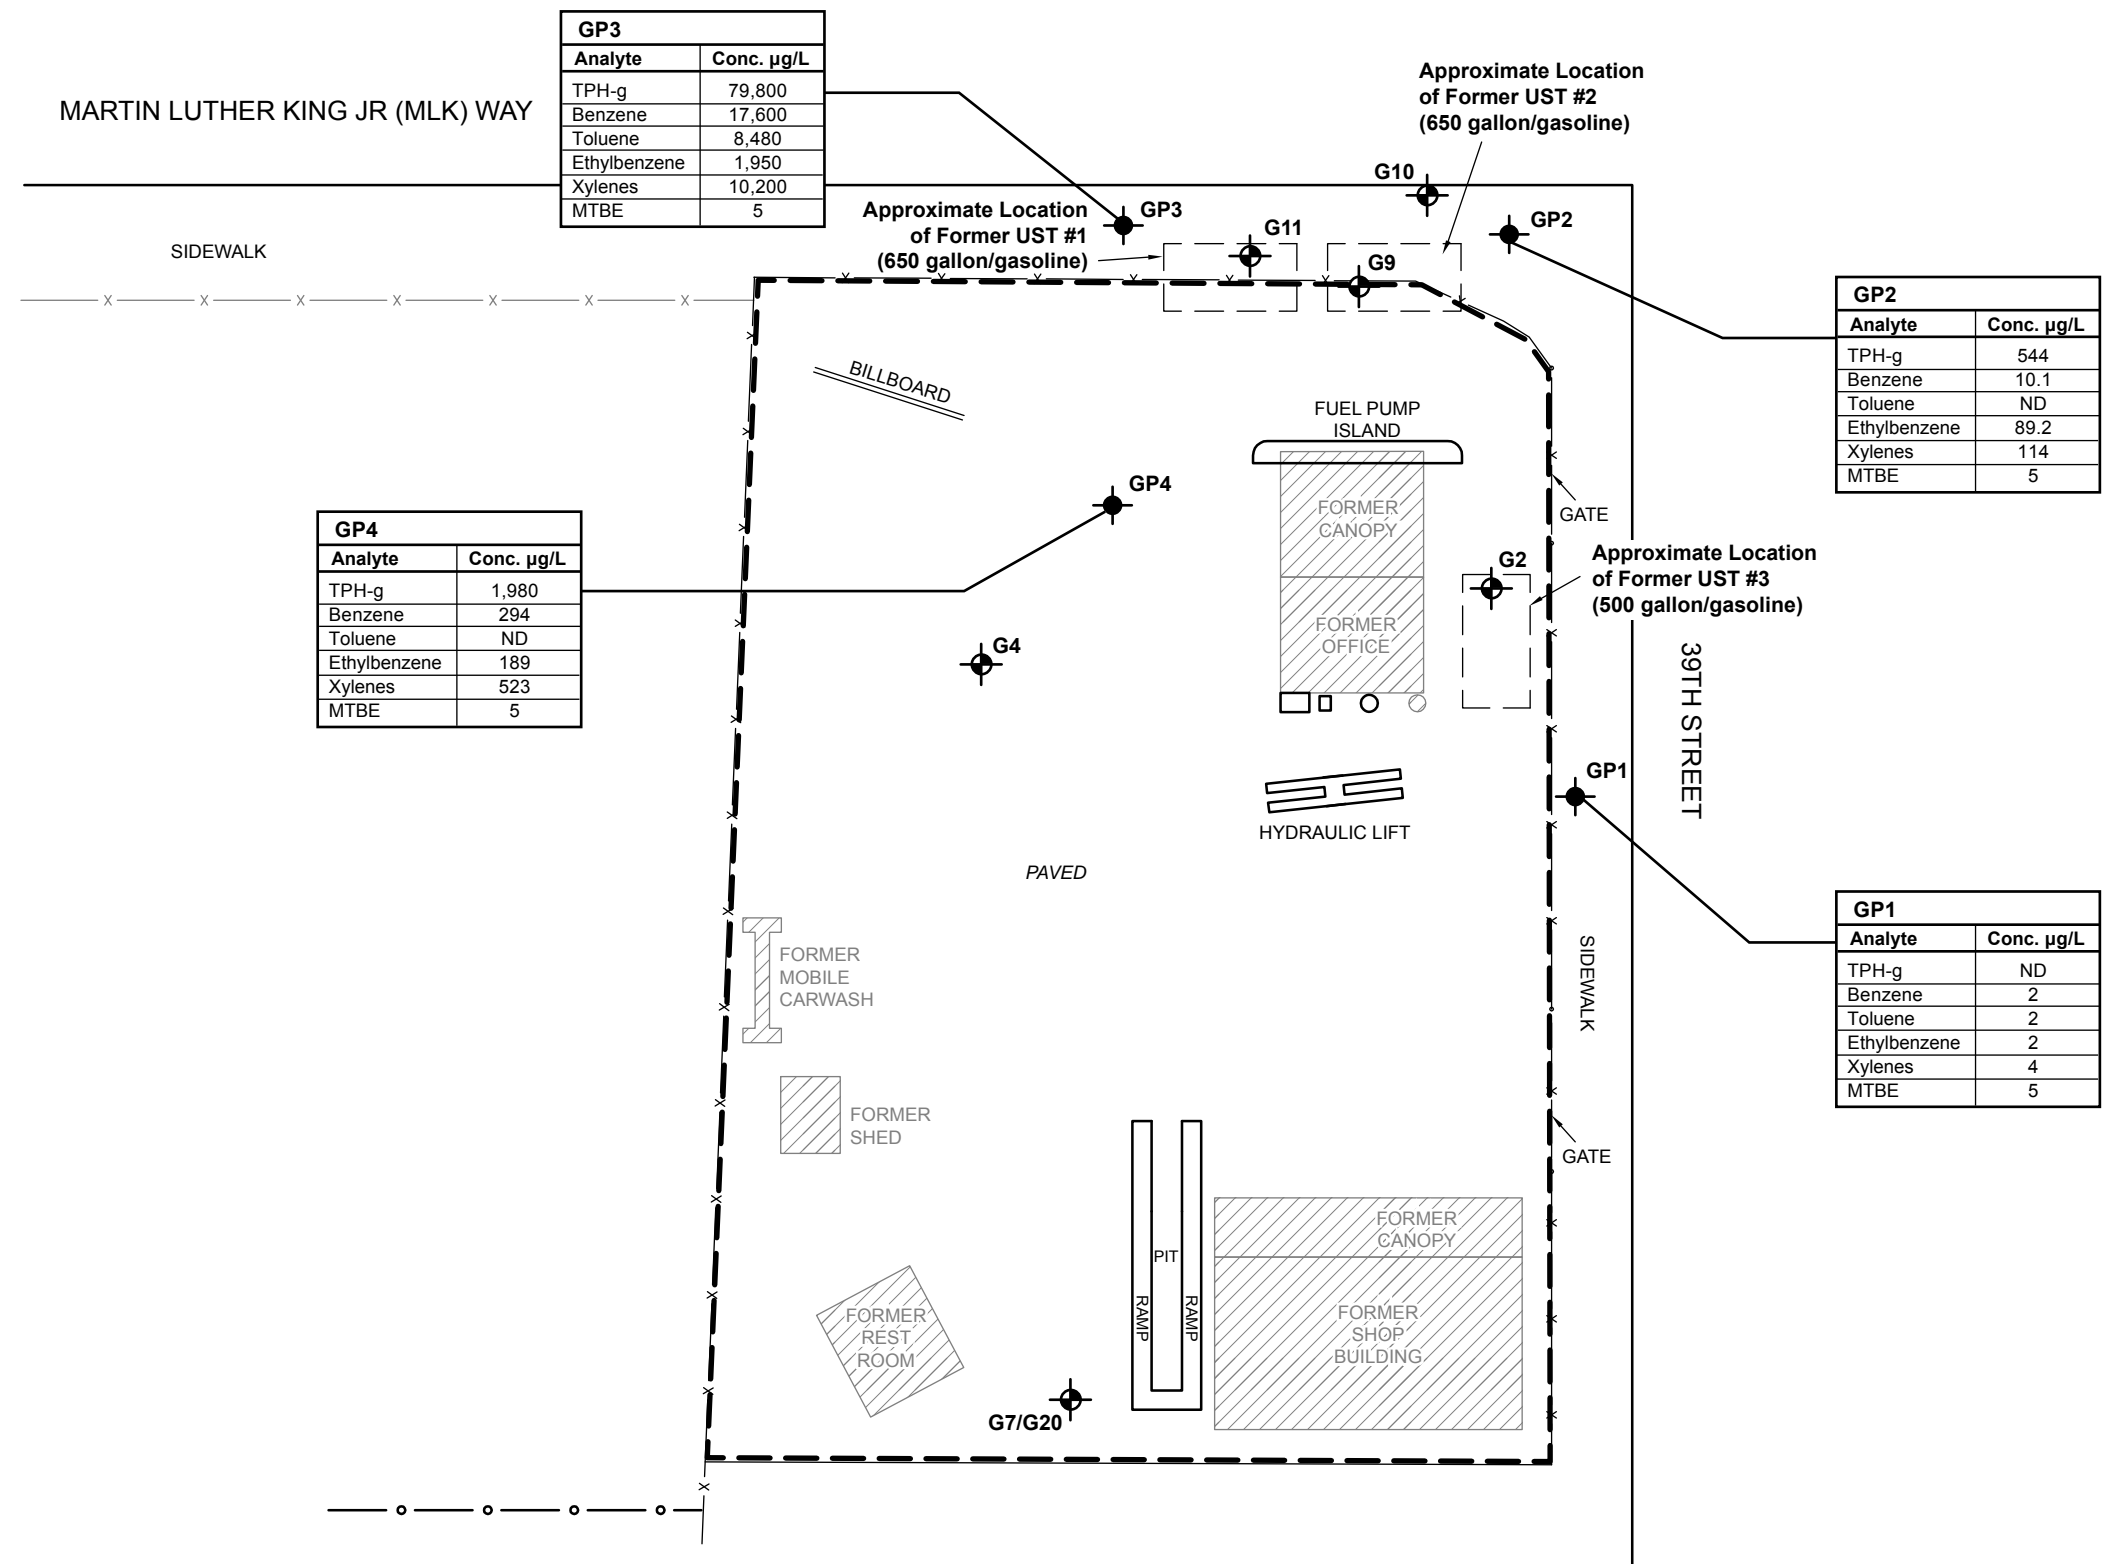 GP3
Analyte Conc. µg/L
TPH-g 79,800
Benzene 17,600
Toluene 8,480
Ethylbenzene 1,950
Xylenes 10,200
MTBE 5
MARTIN LUTHER KING JR (MLK) WAY
SIDEWALK
Approximate Location
of Former UST #2
(650 gallon/gasoline)
G10
GP3
GP2
Approximate Location
of Former UST #1
(650 gallon/gasoline)
G11
G9
GP2
Analyte Conc. µg/L
TPH-g 544
Benzene 10.1
Toluene ND
Ethylbenzene 89.2
Xylenes 114
MTBE 5
BILLBOARD
FUEL PUMP
ISLAND
FORMER
CANOPY
GATE
GP4
GP4
Analyte Conc. µg/L
TPH-g 1,980
Benzene 294
Toluene ND
Ethylbenzene 189
Xylenes 523
MTBE 5
G2
Approximate Location
of Former UST #3
(500 gallon/gasoline)
FORMER
OFFICE
G4
39TH STREET
GP1
HYDRAULIC LIFT
PAVED
GP1
Analyte Conc. µg/L
TPH-g ND
Benzene 2
Toluene 2
Ethylbenzene 2
Xylenes 4
MTBE 5
SIDEWALK
FORMER
MOBILE
CARWASH
FORMER
SHED
GATE
FORMER
CANOPY
PIT
RAMP
RAMP
FORMER
SHOP
BUILDING
FORMER
REST
ROOM
G7/G20